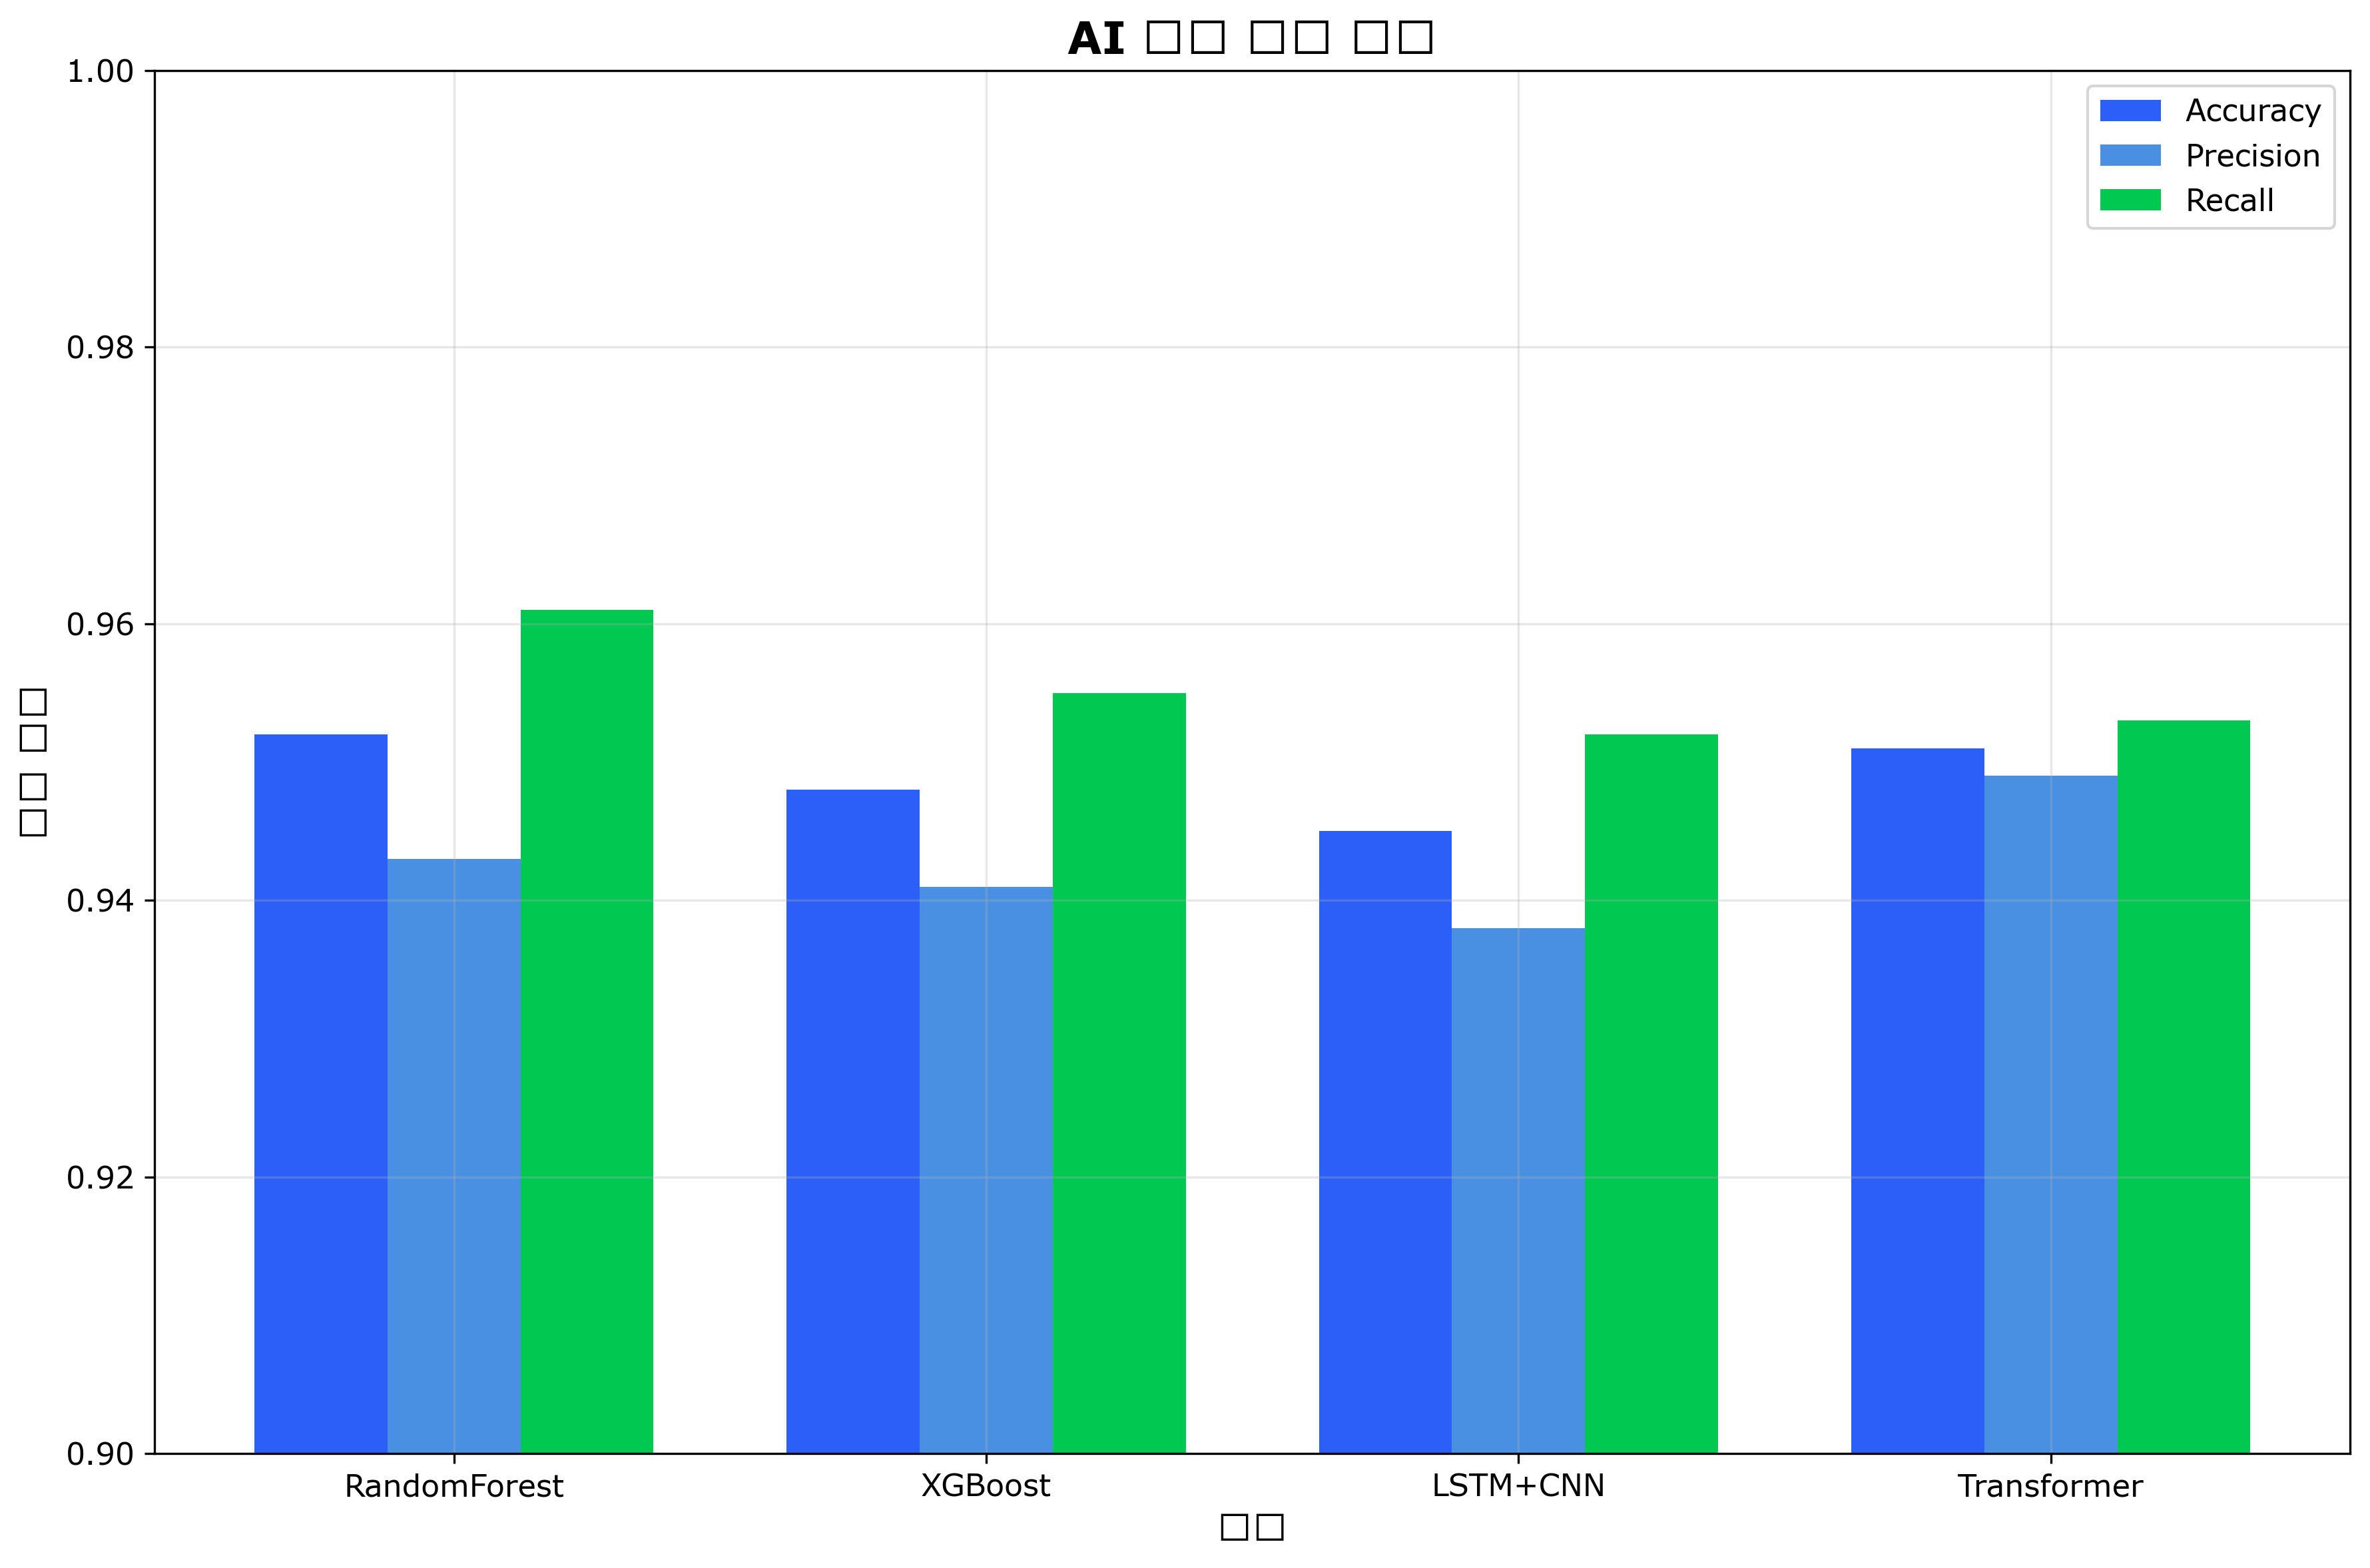 AI □□ □□ □□
1.00
0.98
0.96
0.94
0.92
0.90
□□ □□
Accuracy
Precision
Recall
RandomForest
XGBoost
LSTM+CNN
Transformer
□□